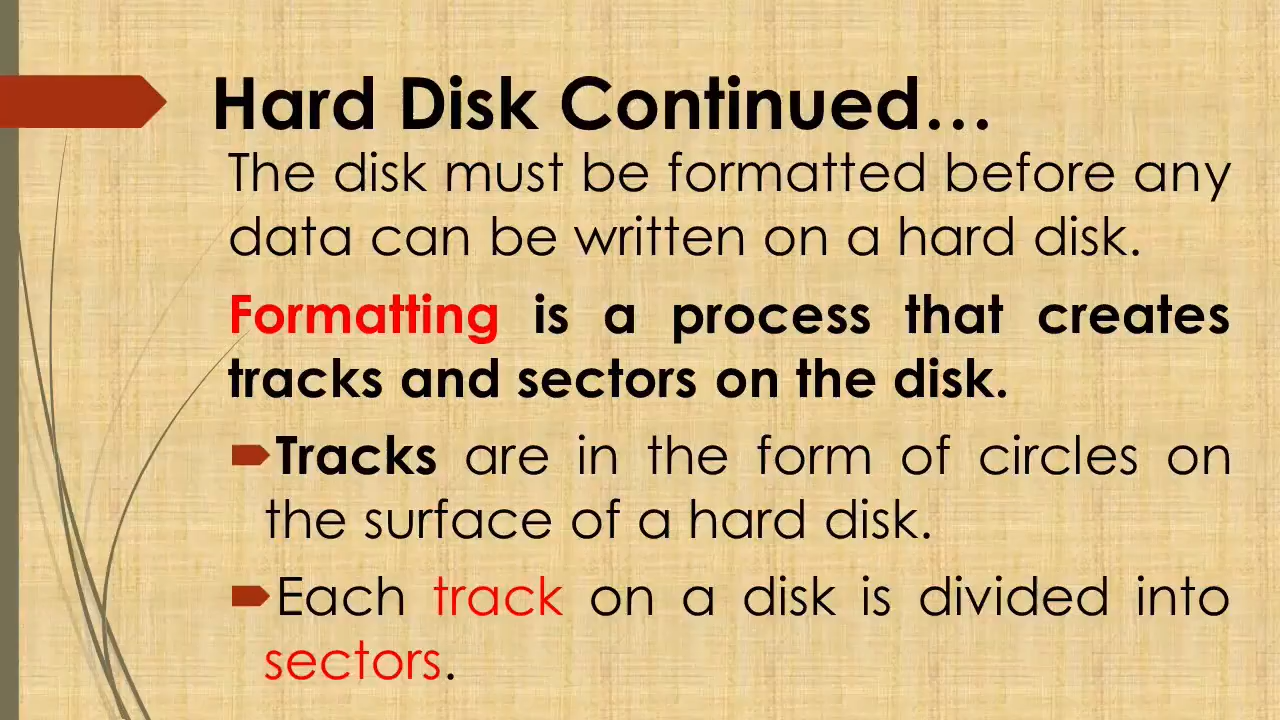 Hard Disk Continued…
The disk must be formatted before any
data can be written on a hard disk.
Formatting is a process that creates
tracks and sectors on the disk.
Tracks are in the form of circles on
the surface of a hard disk.
Each track on a disk is divided into
sectors.